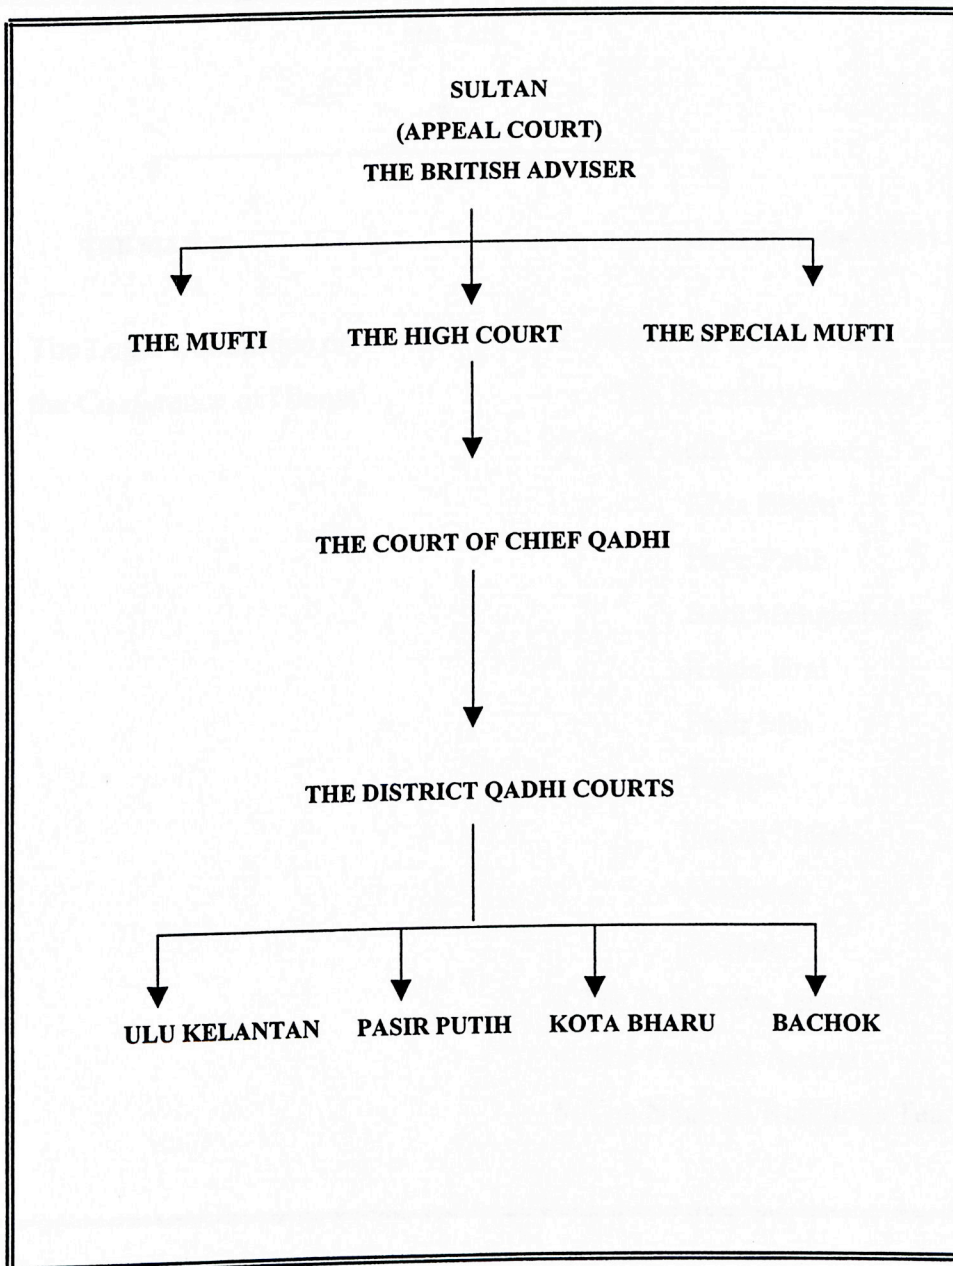 SULTAN
(APPEAL COURT)
THE BRITISH ADVISER
THE MUFTI
THE HIGH COURT
THE SPECIAL MUFTI
THE COURT OF CHIEF QADHI
THE DISTRICT QADHI COURTS
ULU KELANTAN
PASIR PUTIH
KOTA BHARU
BACHOK